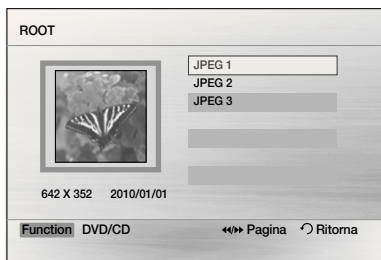 ROOT
JPEG 1
JPEG 2
JPEG 3
642 X 352 2010/01/01
Function DVD/CD Pagina Ritorna